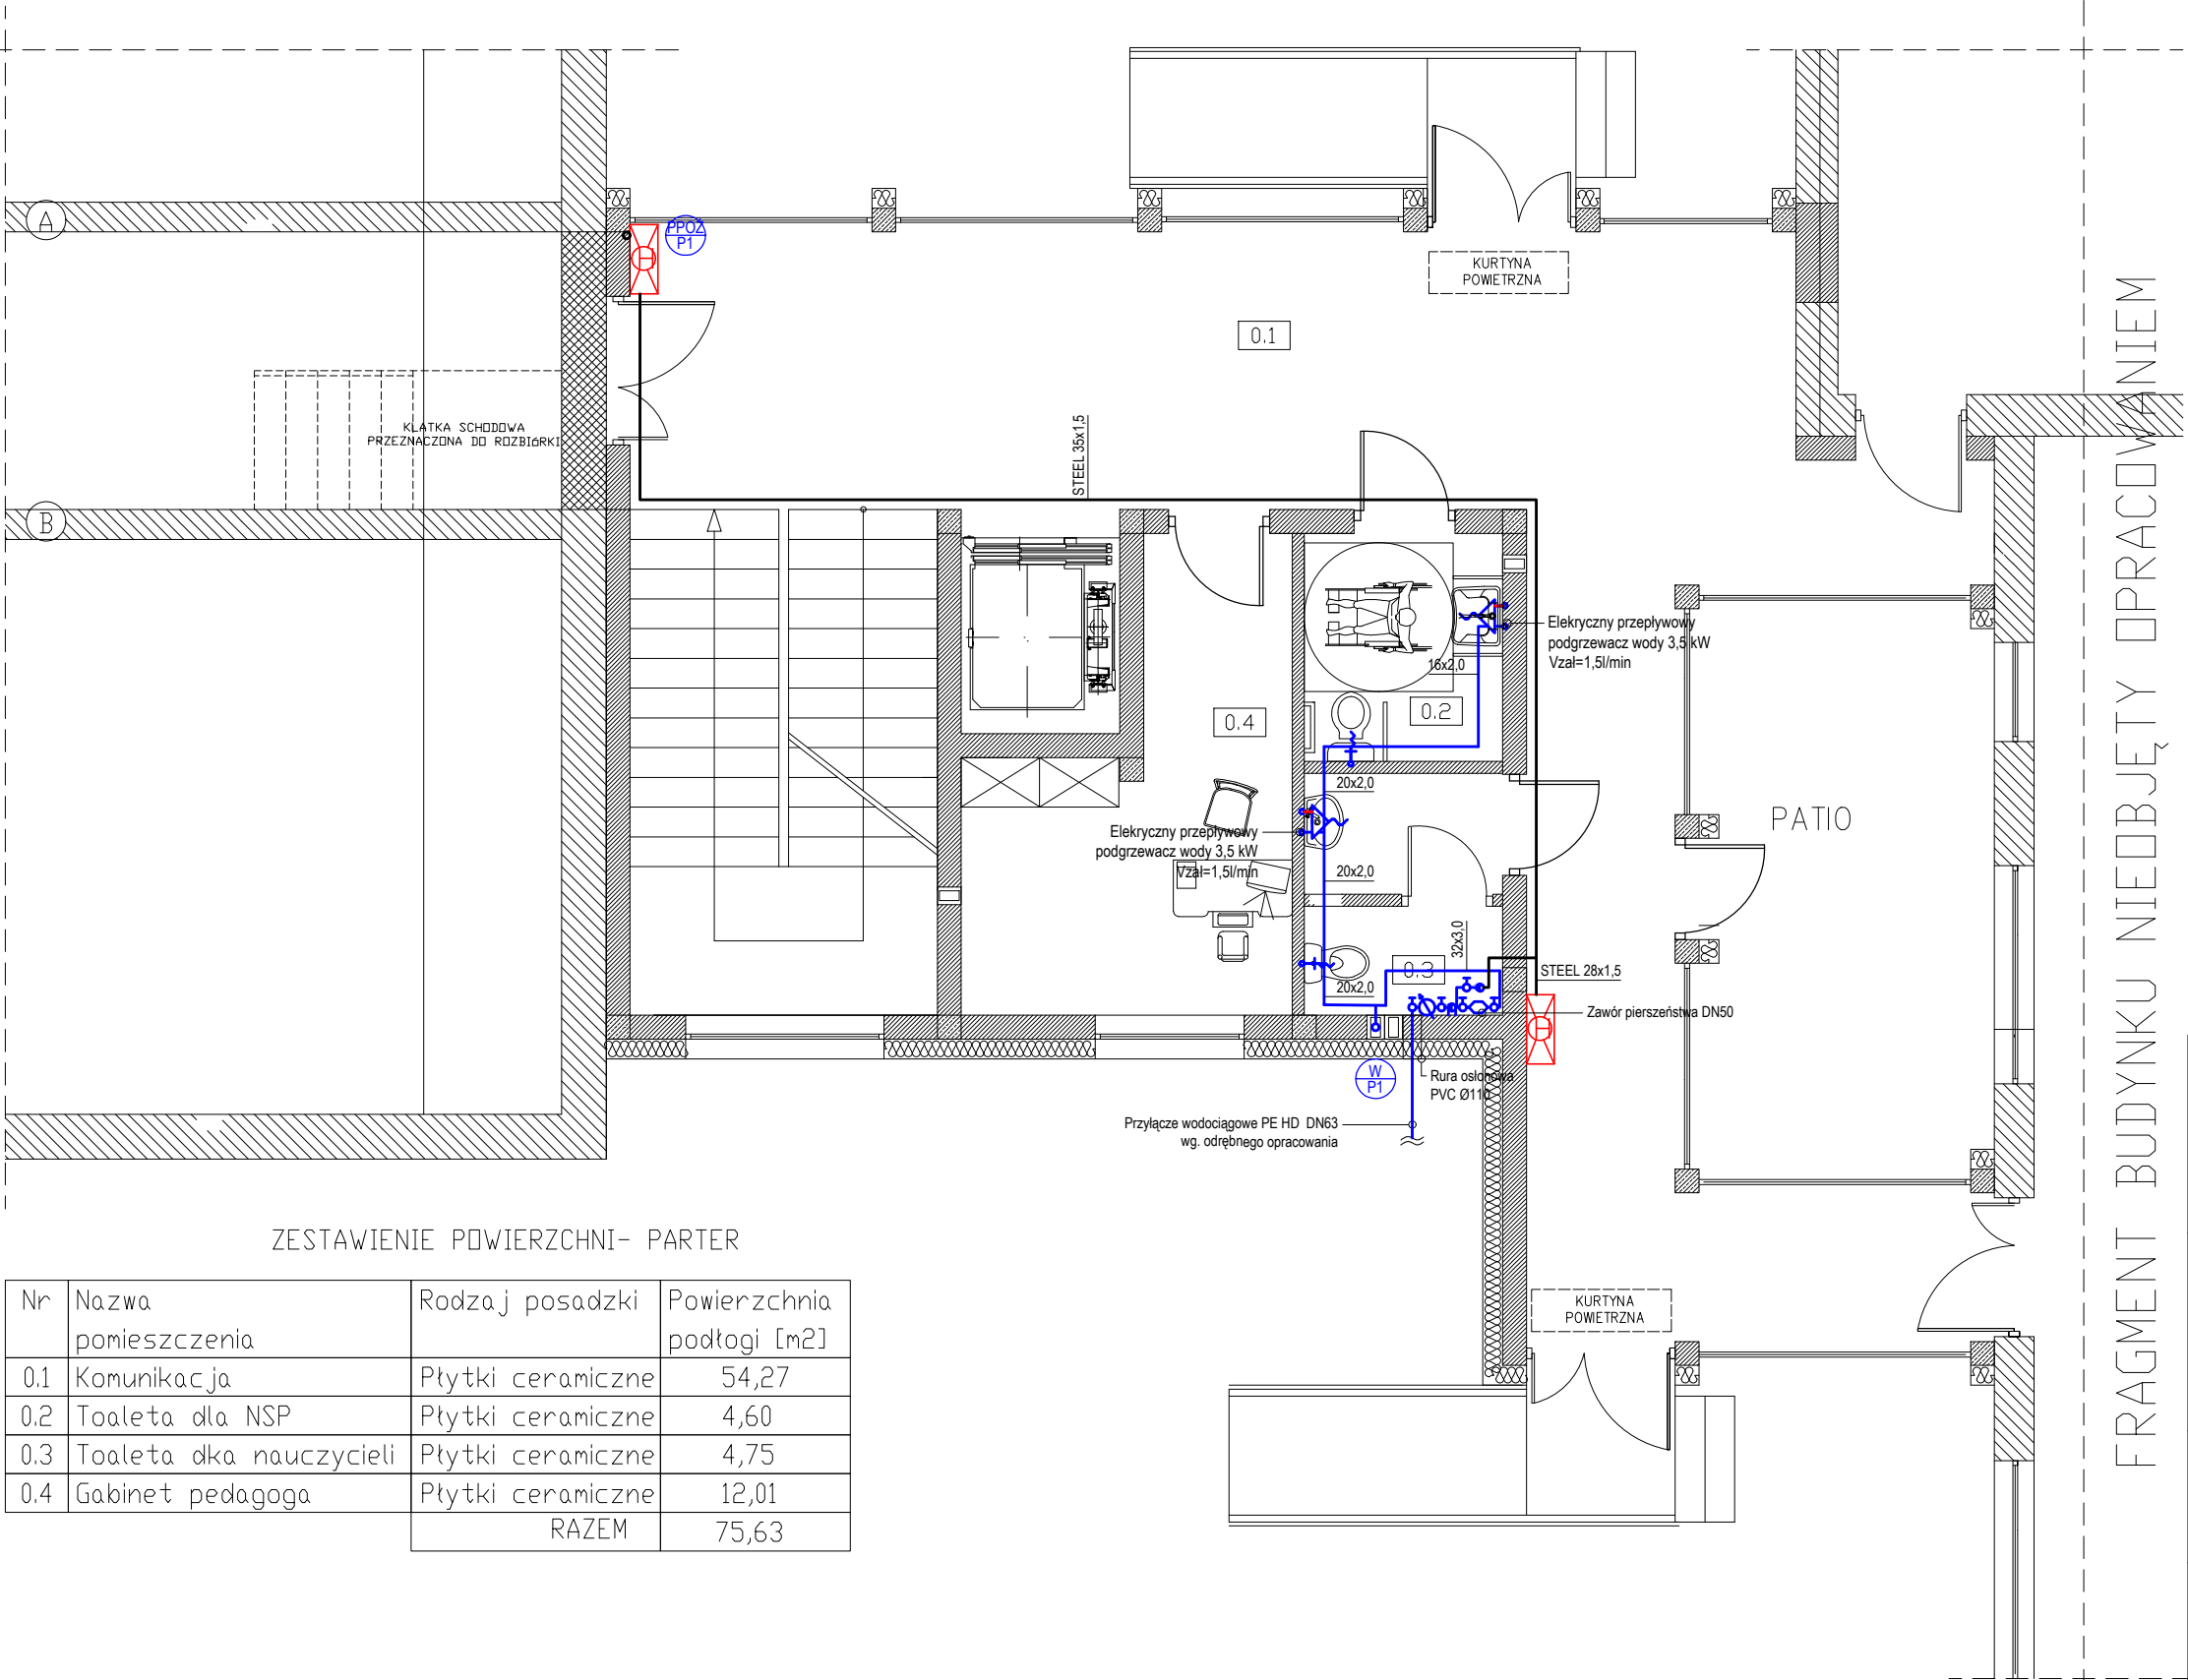 A
PPOŻ
P1
KURTYNA
POWIETRZNA
0.1
KLATKA SCHODOWA
PRZEZNACZONA DO ROZBIóRKI
STEEL 35x1,5
B
Elekryczny przepływowy
podgrzewacz wody 3,5 kW
Vzał=1,5l/min
16x2,0
0.2
0.4
20x2,0
PATIO
Elekryczny przepływowy
podgrzewacz wody 3,5 kW
Vzał=1,5l/min
20x2,0
32x3,0
0.3
STEEL 28x1,5
20x2,0
Zawór pierszeństwa DN50
W
P1
Rura osłonowa
PVC Ø110
Przyłącze wodociągowe PE HD DN63
wg. odrębnego opracowania
KURTYNA
POWIETRZNA
FRAGMENT BUDYNKU NIEOBJĘTY OPRACOWANIEM
ZESTAWIENIE POWIERZCHNI- PARTER
Nr Nazwa pomieszczenia Rodzaj posadzki Powierzchnia podłogi [m2]
0.1 Komunikacja Płytki ceramiczne 54,27
0.2 Toaleta dla NSP Płytki ceramiczne 4,60
0.3 Toaleta dka nauczycieli Płytki ceramiczne 4,75
0.4 Gabinet pedagoga Płytki ceramiczne 12,01
RAZEM 75,63